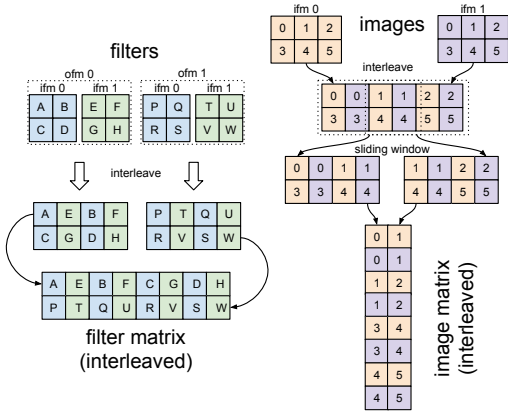 filters
ofm 0
ofm 1
ifm 0
ifm 1
ifm 0
ifm 1
A B E F P Q T U
C D G H R S V W
interleave
A E B F P T Q U
C G D H R V S W
A E B F C G D H
P T Q U R V S W
filter matrix
(interleaved)
ifm 0
images
ifm 1
0 1 2 0 1 2
3 4 5 3 4 5
interleave
0 0 1 1 2 2
3 3 4 4 5 5
sliding window
0 0 1 1 1 1 2 2
3 3 4 4 4 4 5 5
0 1
0 1
1 2
1 2
3 4
3 4
4 5
4 5
image matrix
(interleaved)